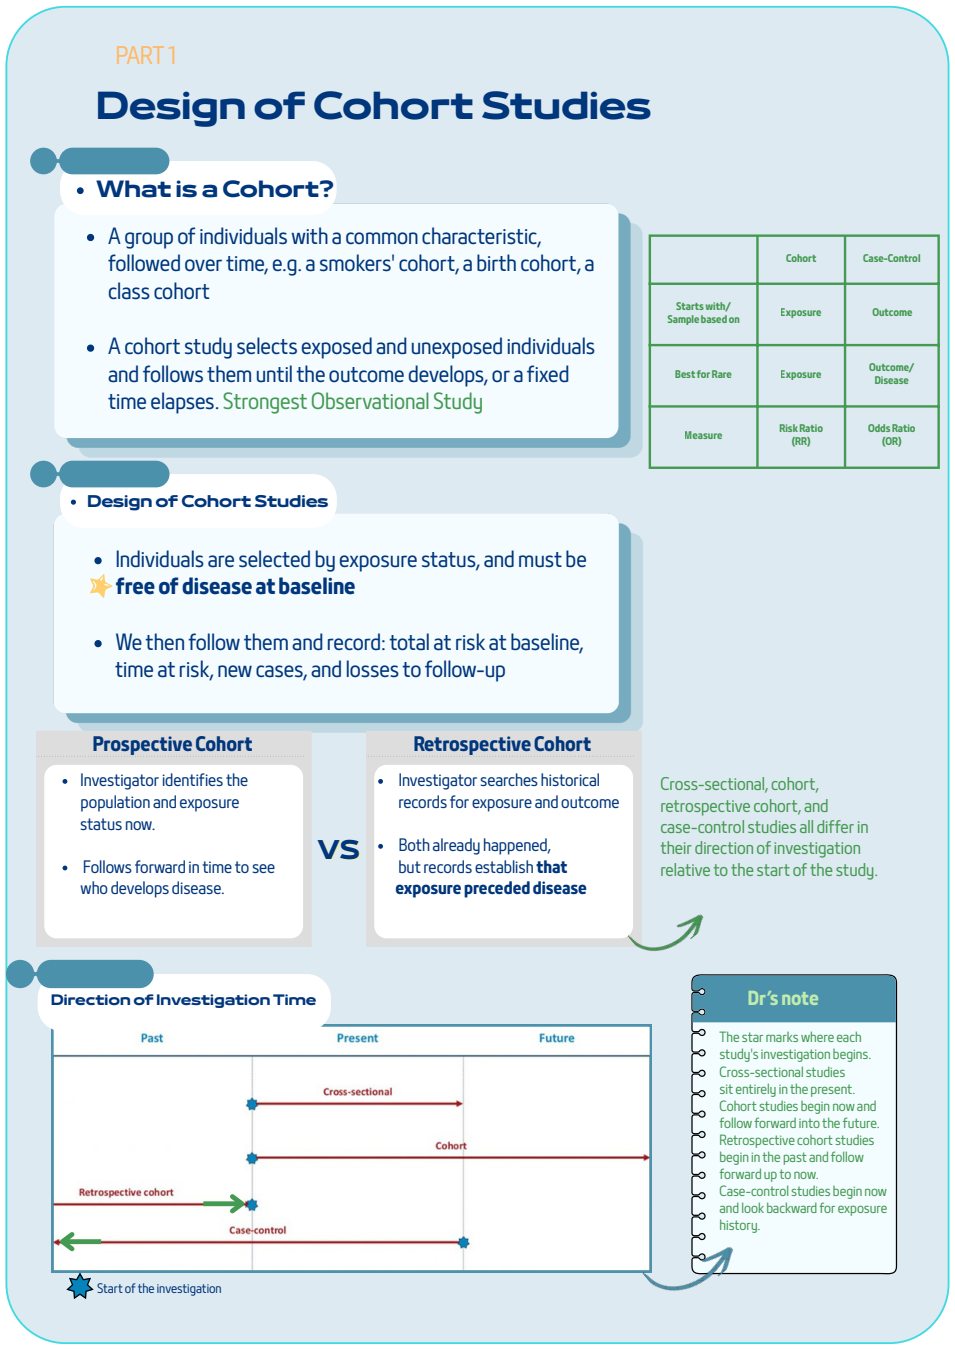 PART 1
Design of Cohort Studies
• What is a Cohort?
• A group of individuals with a common characteristic,
followed over time, e.g. a smokers' cohort, a birth cohort, a
class cohort
• A cohort study selects exposed and unexposed individuals
and follows them until the outcome develops, or a fixed
time elapses. Strongest Observational Study
Cohort
Case-Control
Starts with/
Sample based on
Exposure
Outcome
Best for Rare
Exposure
Outcome/
Disease
Measure
Risk Ratio
(RR)
Odds Ratio
(OR)
• Design of Cohort Studies
• Individuals are selected by exposure status, and must be
free of disease at baseline
• We then follow them and record: total at risk at baseline,
time at risk, new cases, and losses to follow-up
Prospective Cohort
• Investigator identifies the
population and exposure
status now.
• Follows forward in time to see
who develops disease.
VS
Retrospective Cohort
• Investigator searches historical
records for exposure and outcome
• Both already happened,
but records establish that
exposure preceded disease
Cross-sectional, cohort,
retrospective cohort, and
case-control studies all differ in
their direction of investigation
relative to the start of the study.
Direction of Investigation Time
Past
Present
Future
Cross-sectional
Cohort
Retrospective cohort
Case-control
Start of the investigation
Dr's note
The star marks where each
study's investigation begins.
Cross-sectional studies
sit entirely in the present.
Cohort studies begin now and
follow forward into the future.
Retrospective cohort studies
begin in the past and follow
forward up to now.
Case-control studies begin now
and look backward for exposure
history.